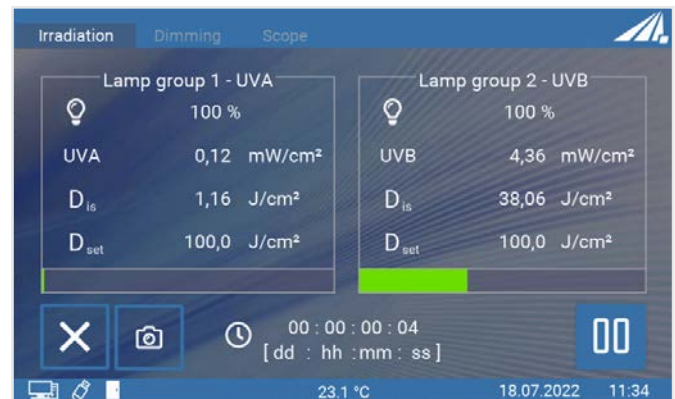 Irradiation Dimming Scope
Lamp group 1 - UVA
100 %
UVA 0,12 mW/cm²
D is 1,16 J/cm²
D set 100,0 J/cm²
Lamp group 2 - UVB
100 %
UVB 4,36 mW/cm²
D is 38,06 J/cm²
D set 100,0 J/cm²
00 : 00 : 00 : 04
[ dd : hh : mm : ss ]
23.1 °C 18.07.2022 11:34